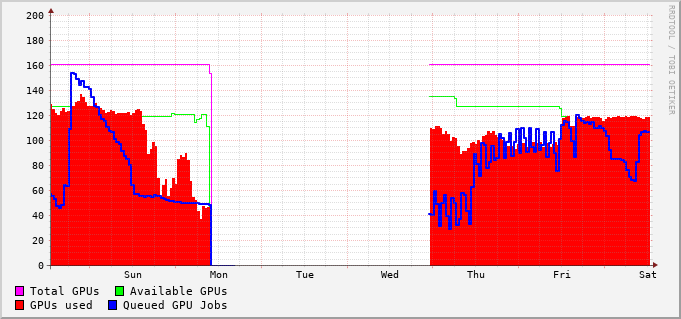 200
180
160
140
120
100
80
60
40
20
0
Sun Mon Tue Wed Thu Fri Sat
Total GPUs Available GPUs
GPUs used Queued GPU Jobs
RRDTOOL / TOBI OETIKER